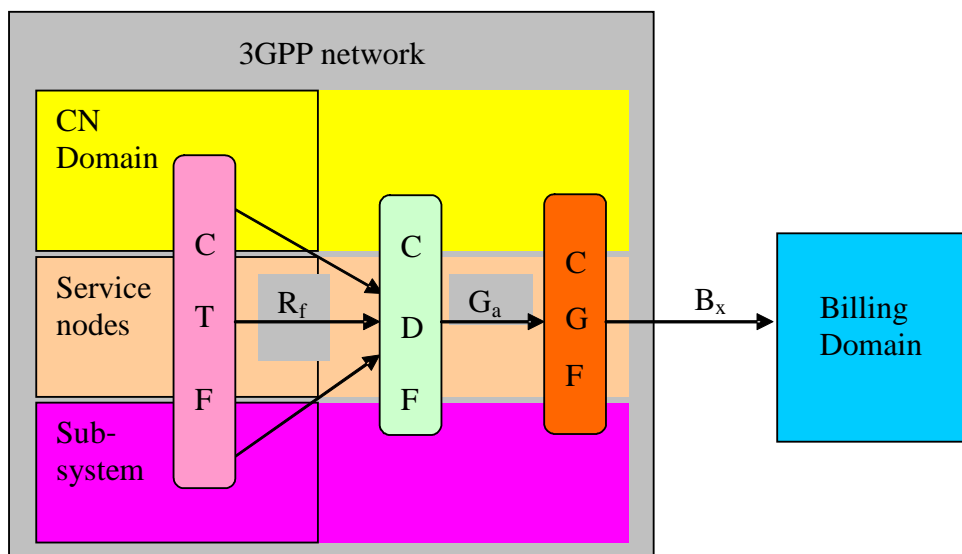 3GPP network
CN
Domain
C
T
F
C
D
F
C
G
F
Service
nodes
Rf
Ga
Bx
Billing
Domain
Sub-
system